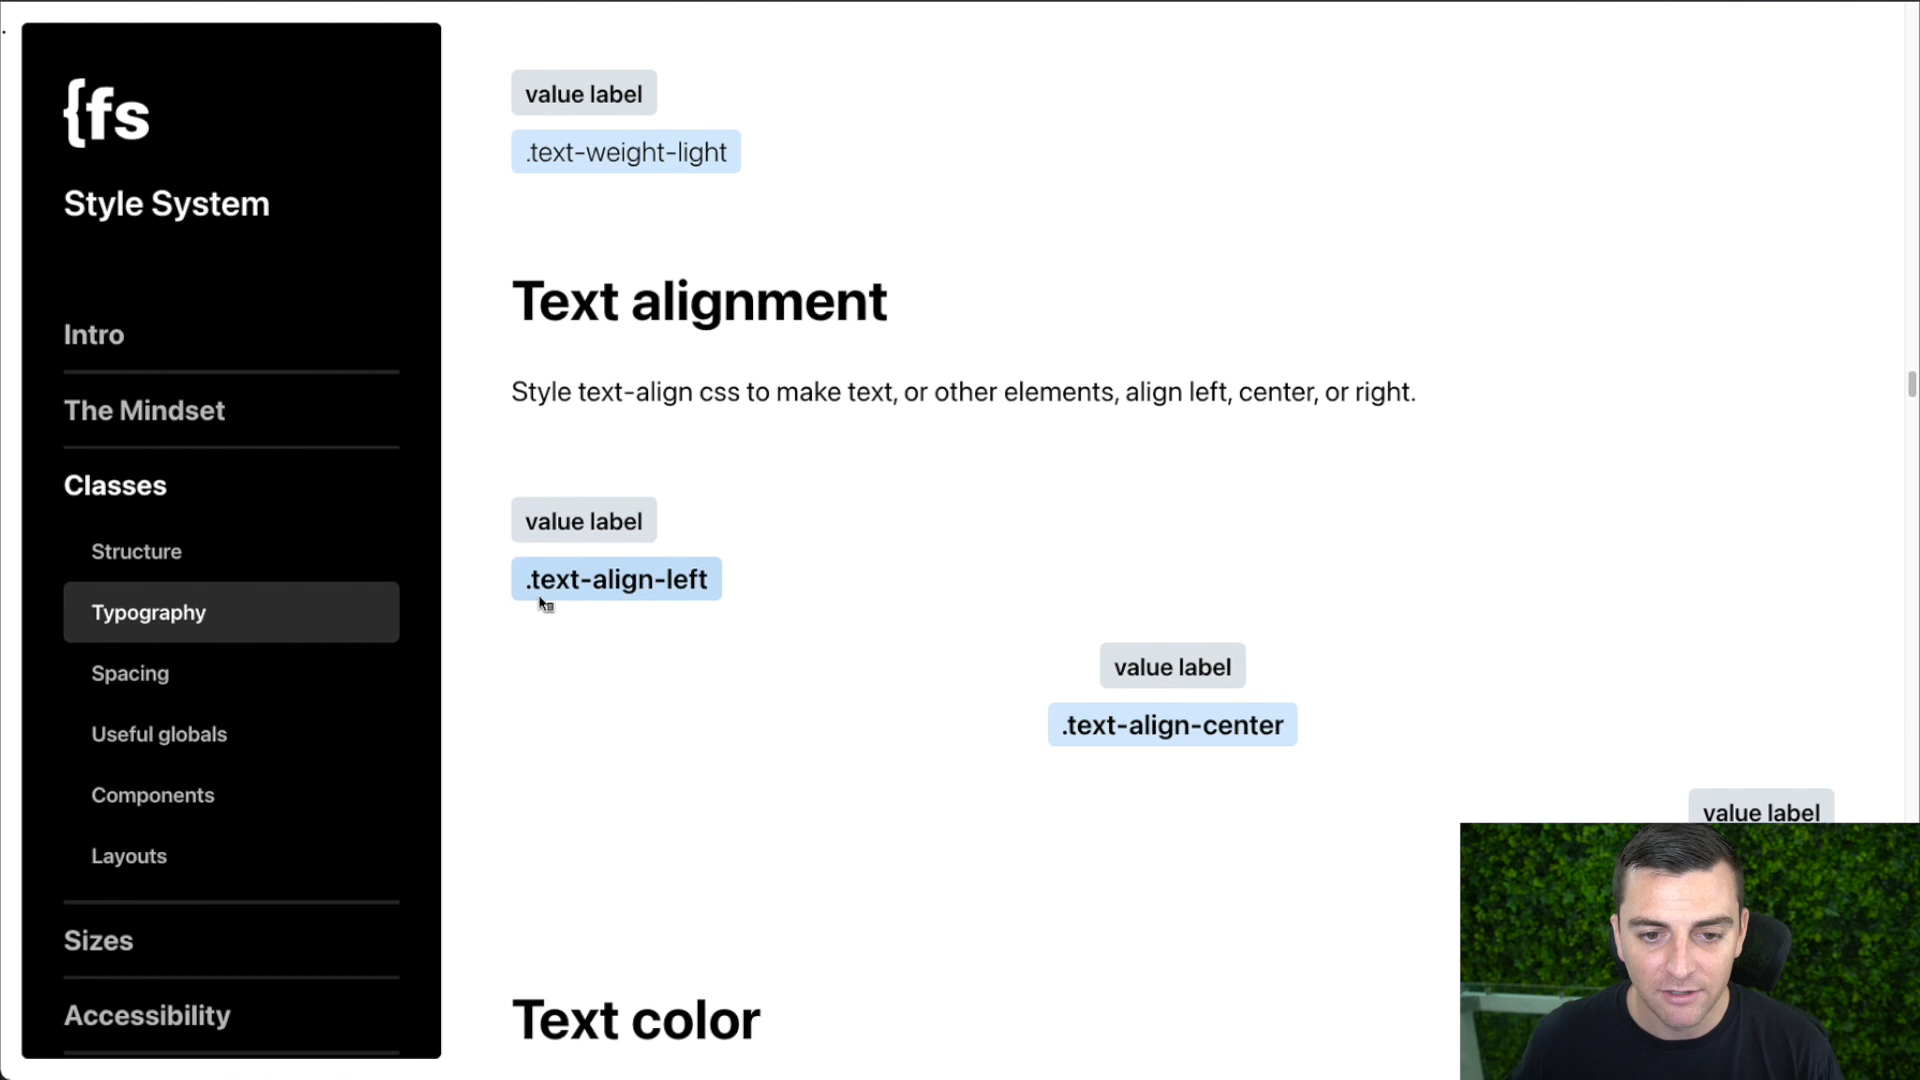 {fs
Style System
Intro
The Mindset
Classes
Structure
Typography
Spacing
Useful globals
Components
Layouts
Sizes
Accessibility
value label
.text-weight-light
Text alignment
Style text-align css to make text, or other elements, align left, center, or right.
value label
.text-align-left
value label
.text-align-center
value label
Text color